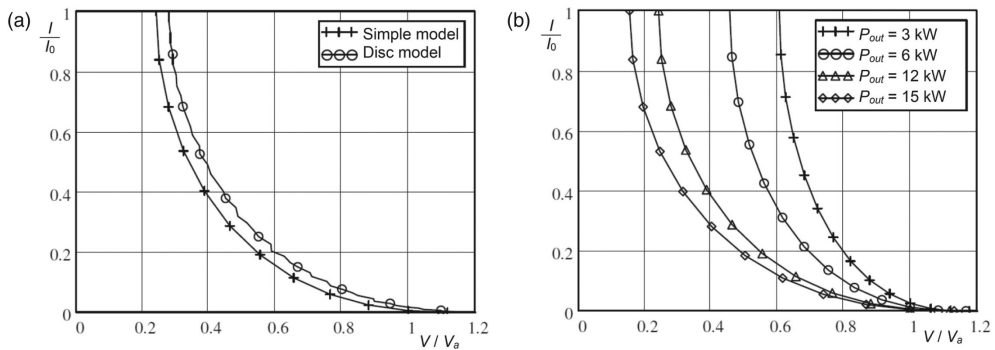 (a)
I
I0
1
0.8
0.6
0.4
0.2
0
0 0.2 0.4 0.6 0.8 1.0 1.2
V / Va
Simple model
Disc model
(b)
I
I0
1
0.8
0.6
0.4
0.2
0
0 0.2 0.4 0.6 0.8 1.0 1.2
V / Va
Pout = 3 kW
Pout = 6 kW
Pout = 12 kW
Pout = 15 kW